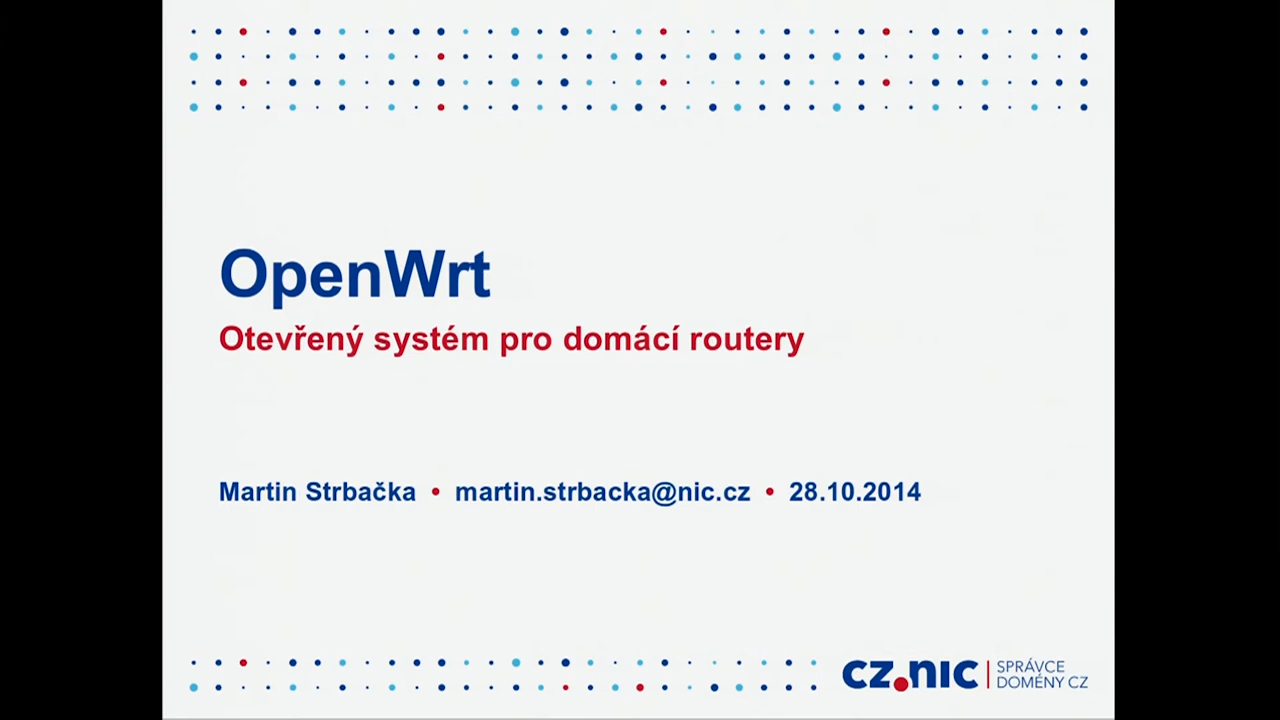 OpenWrt
Otevřený systém pro domácí routery
Martin Strbačka • martin.strbacka@nic.cz • 28.10.2014
cz.nic | SPRÁVCE
DOMÉNY CZ